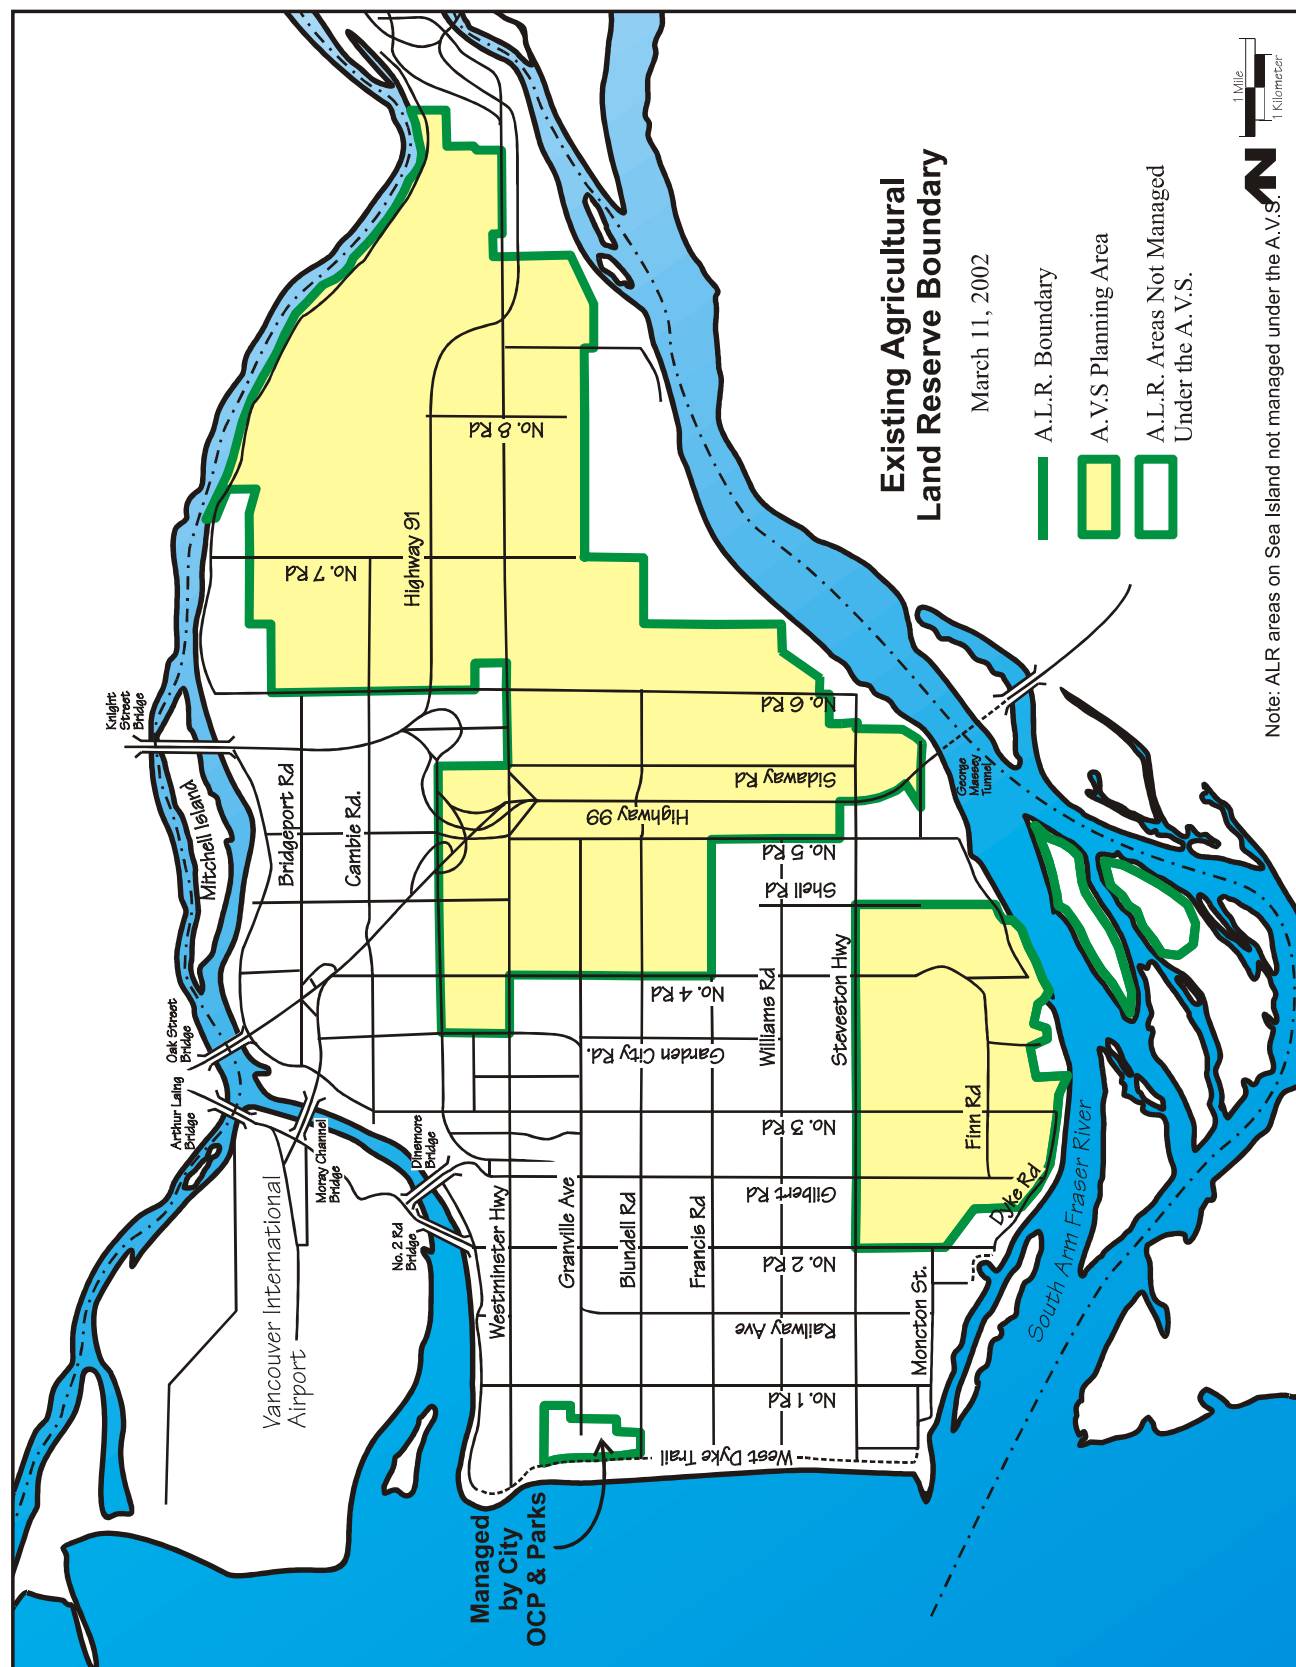 Existing Agricultural
Land Reserve Boundary
March 11, 2002
A.L.R. Boundary
A.V.S Planning Area
A.L.R. Areas Not Managed
Under the A.V.S.
Note: ALR areas on Sea Island not managed under the A.V.S.
N
1 Mile
1 Kilometer
Knight
Street
Bridge
Mitchell Island
Oak Street
Bridge
Arthur Laing
Bridge
Moray Channel
Bridge
Dinsmore
Bridge
No. 2 Rd
Bridge
Vancouver International
Airport
Bridgeport Rd
Cambie Rd.
Highway 91
Westminster Hwy
Granville Ave
Blundell Rd
Francis Rd
Williams Rd
Steveston Hwy
Moncton St.
Finn Rd
Dyke Rd
No. 8 Rd
No. 7 Rd
No. 6 Rd
Sidaway Rd
Highway 99
No. 5 Rd
Shell Rd
No. 4 Rd
Garden City Rd.
No. 3 Rd
Gilbert Rd
No. 2 Rd
Railway Ave
No. 1 Rd
West Dyke Trail
George
Massey
Tunnel
South Arm Fraser River
Managed
by City
OCP & Parks